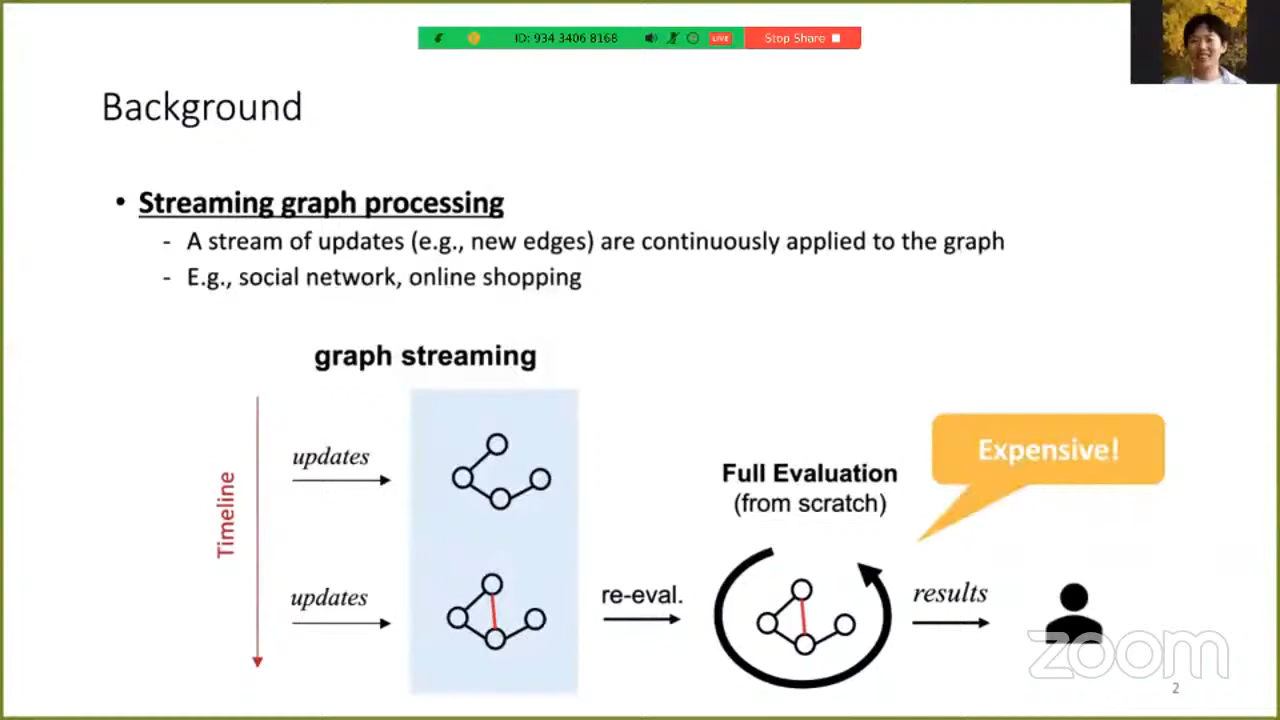 ID: 934 3406 8168 LIVE Stop Share
Background
• Streaming graph processing
- A stream of updates (e.g., new edges) are continuously applied to the graph
- E.g., social network, online shopping
graph streaming
Timeline
updates
updates
re-eval.
Full Evaluation
(from scratch)
Expensive!
results
zoom
2